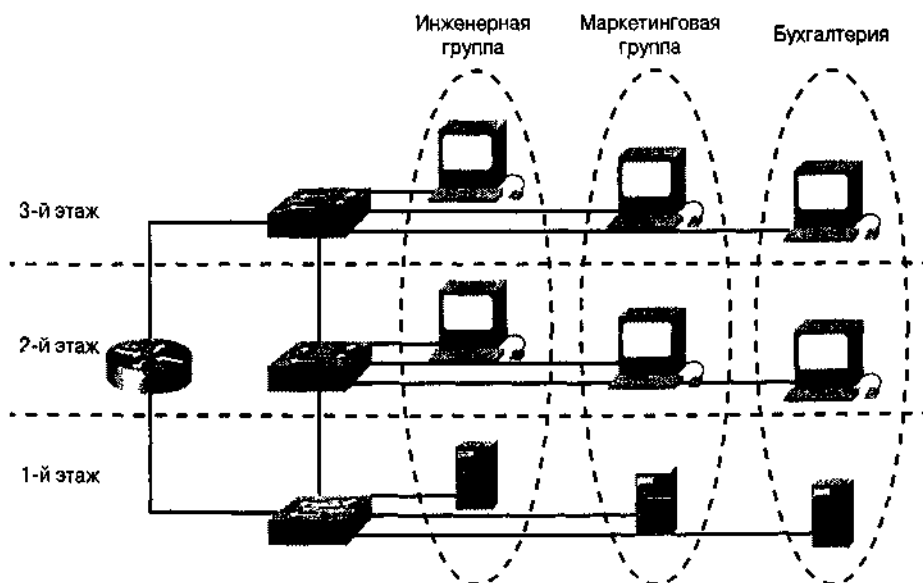 Инженерная
группа
Маркетинговая
группа
Бухгалтерия
3-й этаж
2-й этаж
1-й этаж